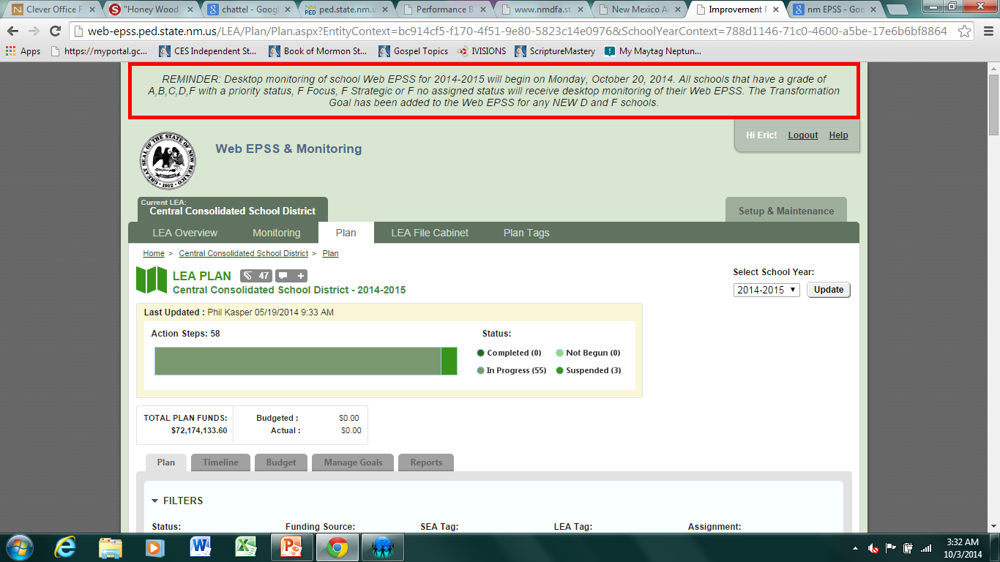 Clever Office F
"Honey Wood
chattel - Goog
ped.state.nm.u
Performance B
www.nmdfa.st
New Mexico A
Improvement P
nm EPSS - Goo
web-epss.ped.state.nm.us/LEA/Plan/Plan.aspx?EntityContext=bc914cf5-f170-4f51-9e80-5823c14e0976&SchoolYearContext=788d1146-71c0-4600-a5be-17e6b6bf8864
Apps
https://myportal.gc...
CES Independent St...
Book of Mormon St...
Gospel Topics
IVISIONS
ScriptureMastery
My Maytag Neptun...
REMINDER: Desktop monitoring of school Web EPSS for 2014-2015 will begin on Monday, October 20, 2014. All schools that have a grade of
A,B,C,D,F with a priority status, F Focus, F Strategic or F no assigned status will receive desktop monitoring of their Web EPSS. The Transformation
Goal has been added to the Web EPSS for any NEW D and F schools.
Hi Eric! Logout Help
GREAT SEAL OF THE STATE OF NEW MEXICO
1912
Web EPSS & Monitoring
Current LEA:
Central Consolidated School District
Setup & Maintenance
LEA Overview Monitoring Plan LEA File Cabinet Plan Tags
Home > Central Consolidated School District > Plan
LEA PLAN 47 +
Central Consolidated School District - 2014-2015
Select School Year:
2014-2015 Update
Last Updated : Phil Kasper 05/19/2014 9:33 AM
Action Steps: 58
Status:
Completed (0) Not Begun (0)
In Progress (55) Suspended (3)
TOTAL PLAN FUNDS: Budgeted : $0.00
$72,174,133.60 Actual : $0.00
Plan Timeline Budget Manage Goals Reports
FILTERS
Status: Funding Source: SEA Tag: LEA Tag: Assignment:
3:32 AM
10/3/2014